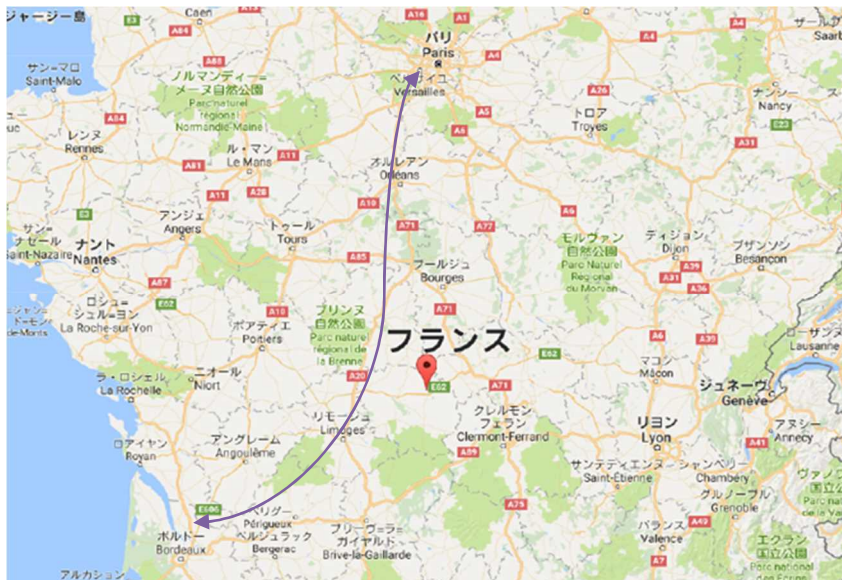 ジャージー島
カーン
Caen
A16
A1
E3
A84
A13
パリ
Paris
A4
A4
サン=マロ
Saint-Malo
ノルマンディー=
メーヌ自然公園
Parc naturel
régional
Normandie-Maine
Versailles
A4
A26
ナンシー
Nancy
トロア
Troyes
A5
A6
E23
レンヌ
Rennes
A84
A81
ル・マン
Le Mans
A11
オルレアン
Orléans
A31
A11
A28
A10
A71
A77
A6
E3
アンジェ
Angers
トゥール
Tours
サン=
ナゼール
Saint-Nazaire
ナント
Nantes
A85
ブールジュ
Bourges
モルヴァン
自然公園
Parc Naturel
Régional
du Morvan
ディジョン
Dijon
ブザンソン
Besançon
A39
A31
A36
A87
E62
ロシュ=
シュル=ヨン
La Roche-sur-Yon
A10
ポアティエ
Poitiers
ブリンヌ
自然公園
Parc naturel
régional de
la Brenne
A71
フランス
A6
A39
E62
ローザンヌ
Lausanne
ラ・ロシェル
La Rochelle
ニオール
Niort
A20
E62
A71
マコン
Mâcon
ジュネーヴ
Genève
ロアイヤン
Royan
アングレーム
Angoulême
リモージュ
Limoges
クレルモン
フェラン
Clermont-Ferrand
リヨン
Lyon
アヌシー
Annecy
A41
A89
サンテティエンヌ
Saint-Étienne
シャンベリー
Chambéry
グルノーブル
Grenoble
A75
E606
ペリグー
Périgueux
ベルジュラック
Bergerac
ボルドー
Bordeaux
ブリーヴ=ラ=
ガイヤルド
Brive-la-Gaillarde
バランス
Valence
A49
A7
エクラン
国立公園
Parc national
des Écrins
アルカション